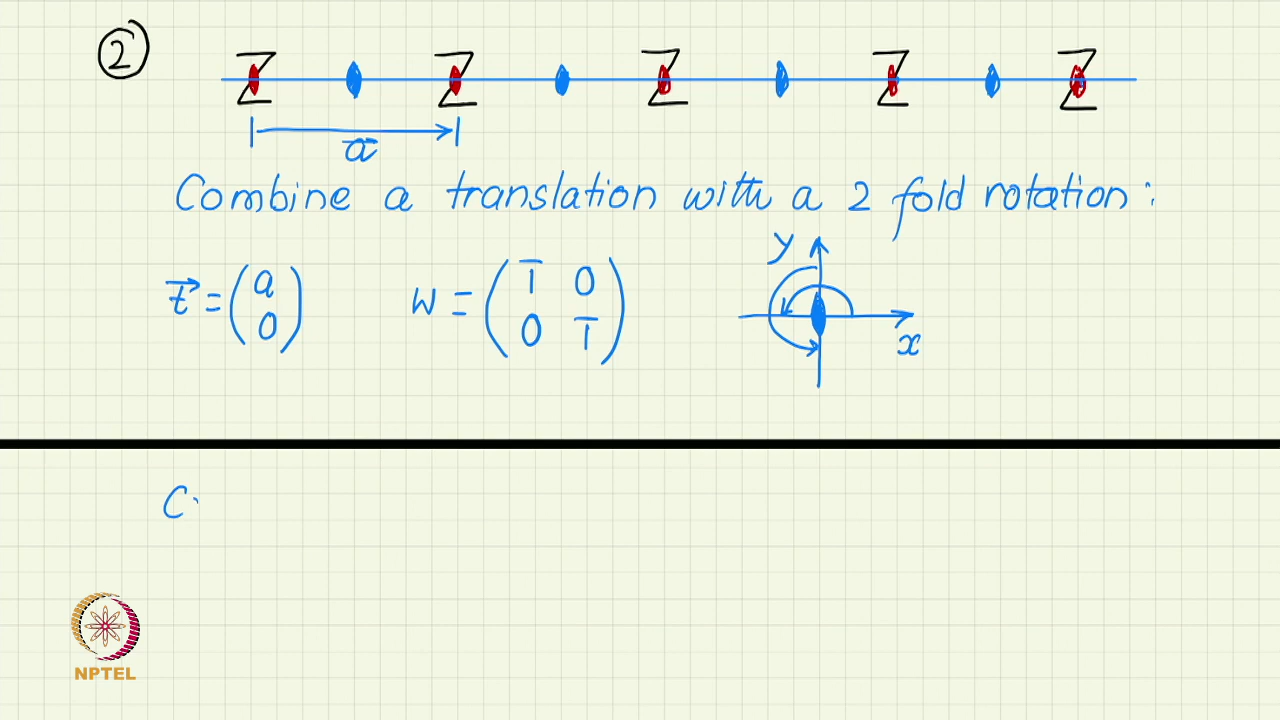 2 Z Z Z Z Z
a
Combine a translation with a 2 fold rotation :
t⃗ = (a 0) W = (1̅ 0 0 1̅) y x
C
NPTEL